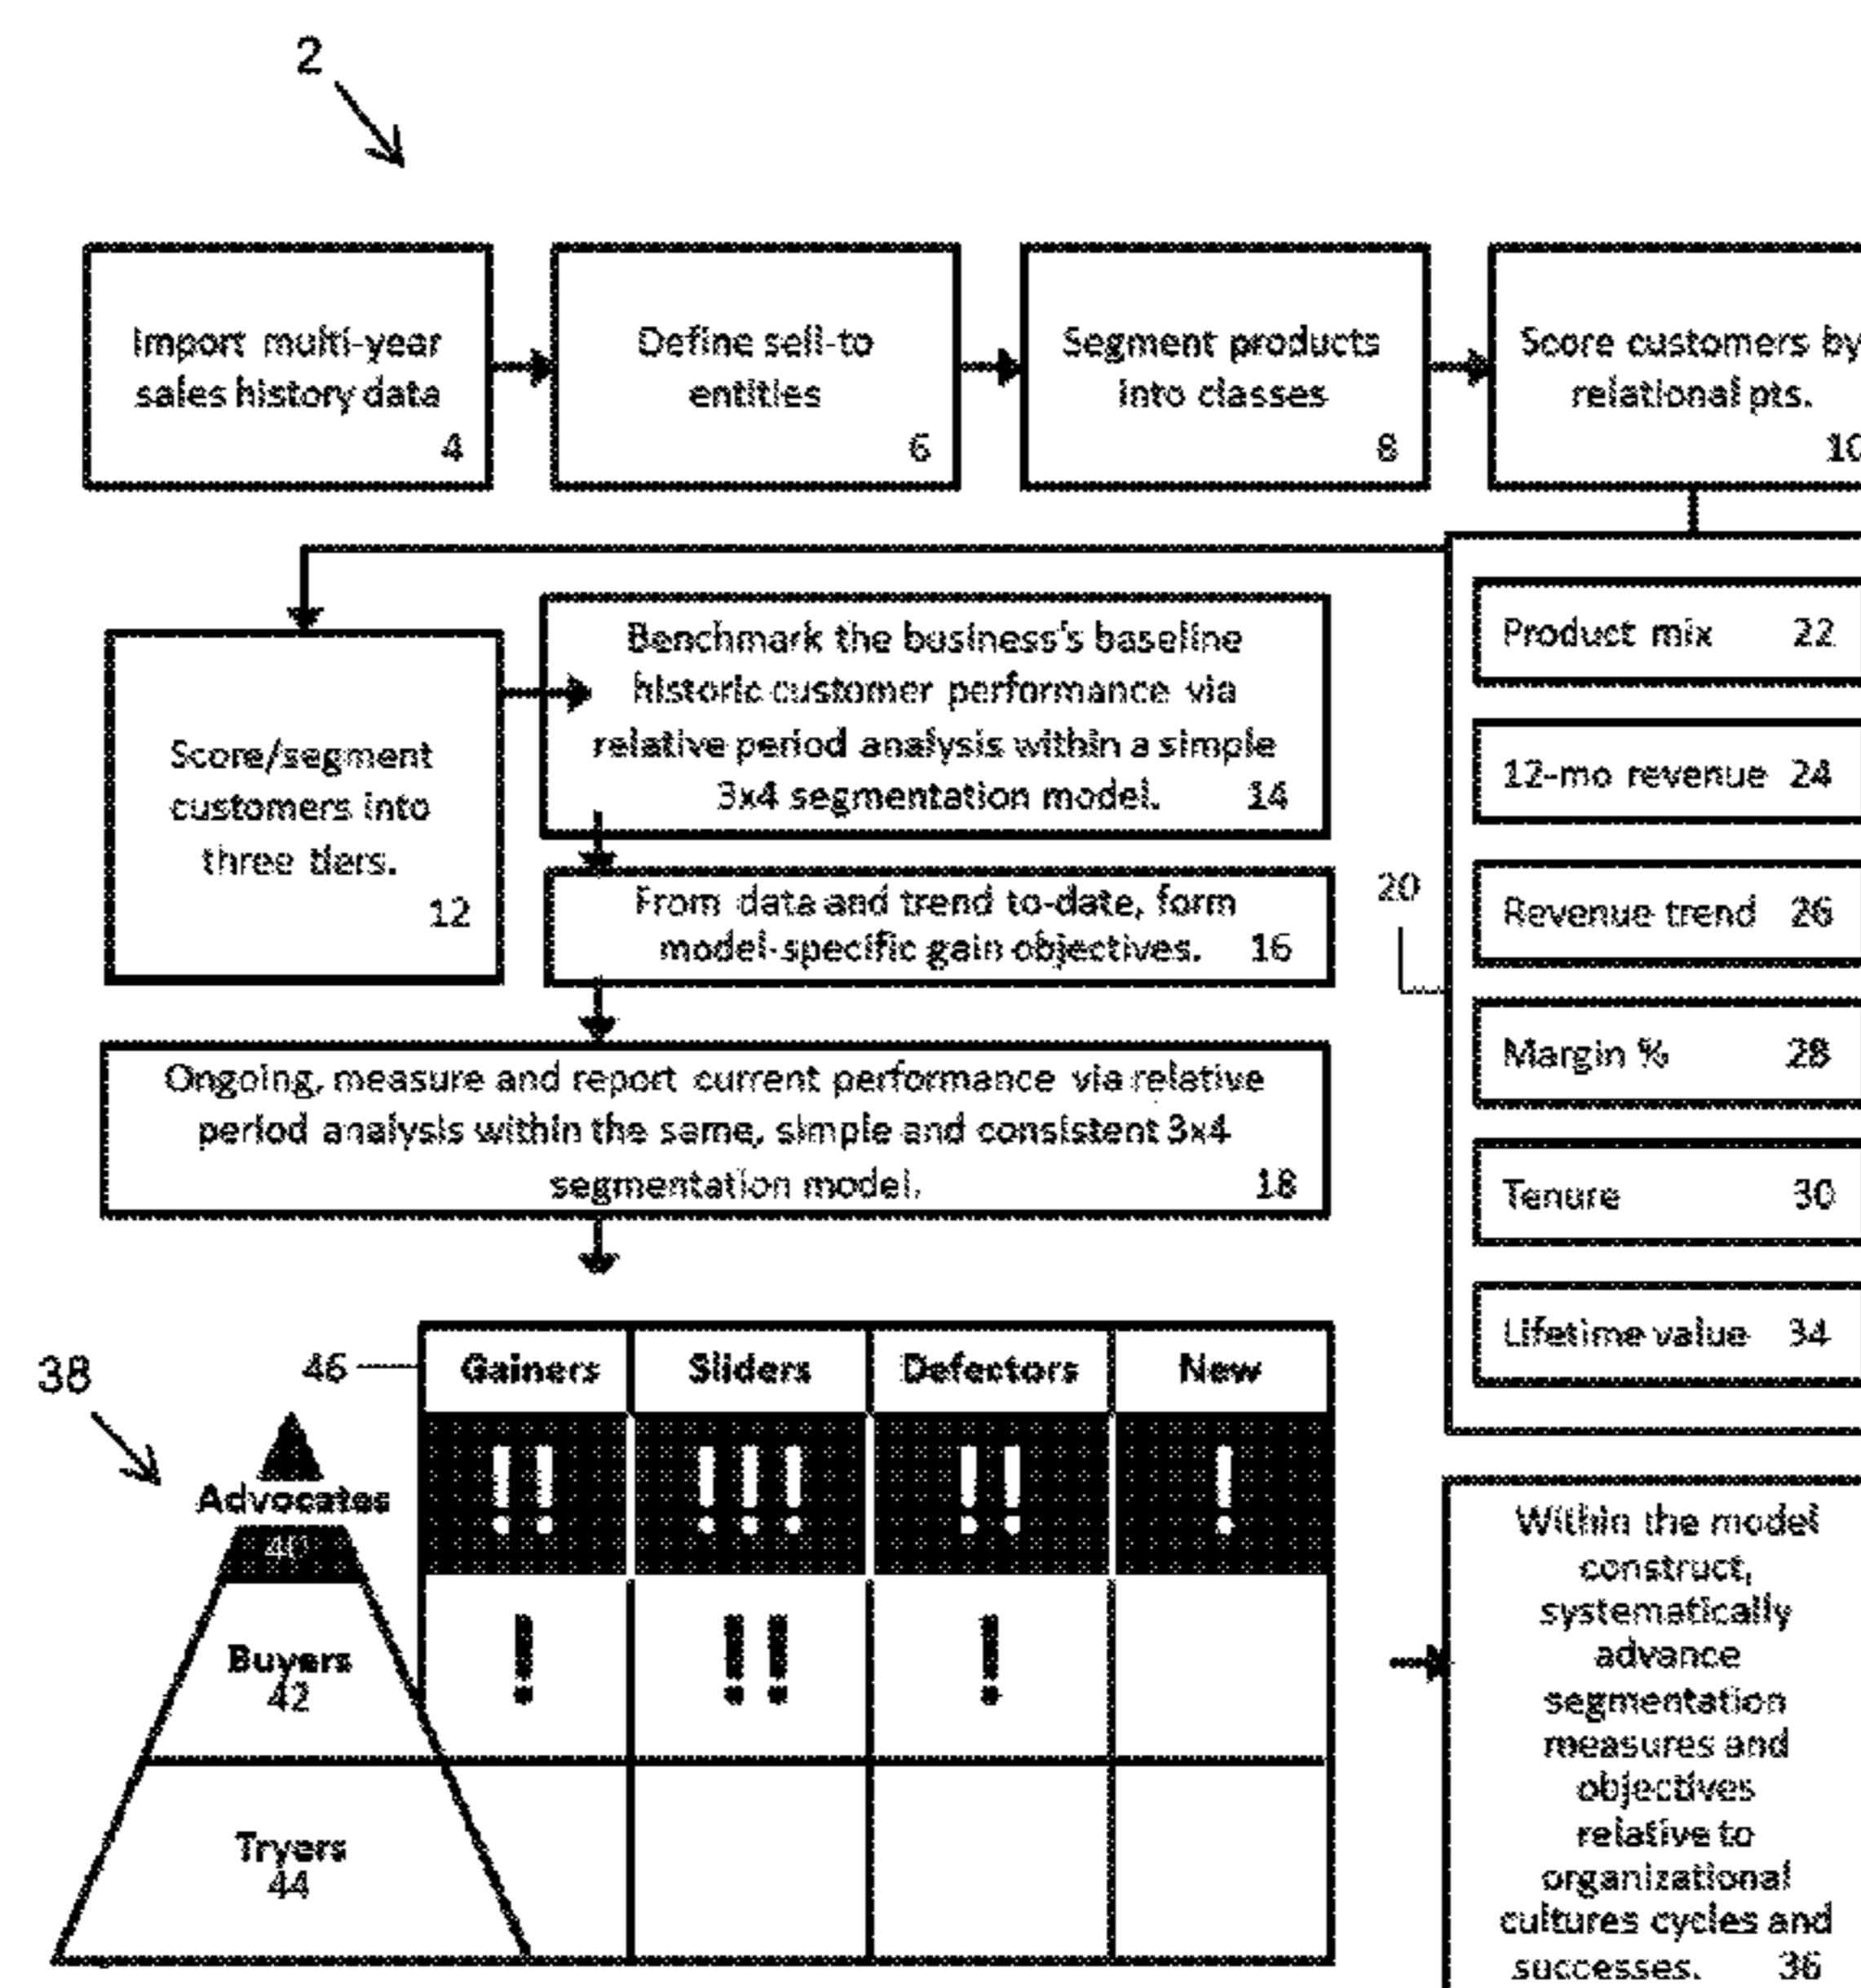 2
Import multi-year
sales history data
4
Define sell-to
entities
6
Segment products
into classes
8
Score customers by
relational pts.
10
Score/segment
customers into
three tiers.
12
Benchmark the business's baseline
historic customer performance via
relative period analysis within a simple
3x4 segmentation model. 14
From data and trend to-date, form
model-specific gain objectives. 16
Ongoing, measure and report current performance via relative
period analysis within the same, simple and consistent 3x4
segmentation model. 18
20
Product mix 22
12-mo revenue 24
Revenue trend 26
Margin % 28
Tenure 30
Lifetime value 34
38
46
Gainers Sliders Defectors New
Advocates !! !!! !! !
40
Buyers ! !! !
42
Tryers
44
Within the model
construct,
systematically
advance
segmentation
measures and
objectives
relative to
organizational
cultures cycles and
successes. 36